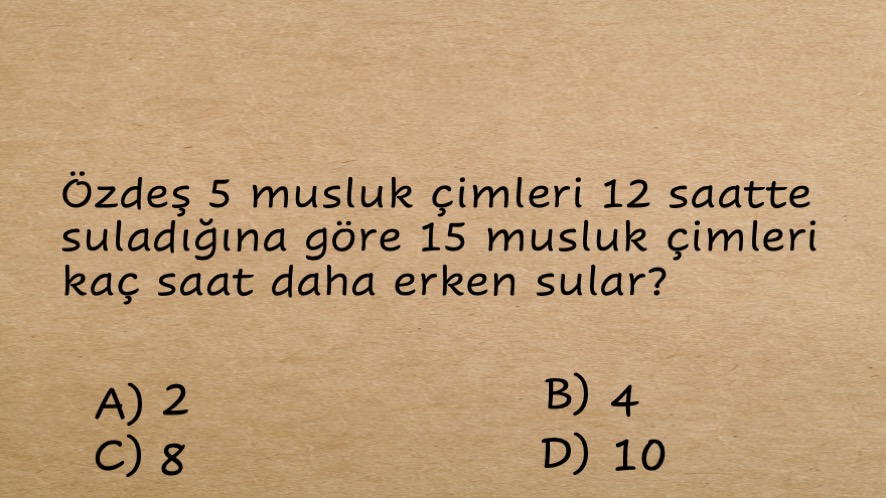 Özdeş 5 musluk çimleri 12 saatte
suladığına göre 15 musluk çimleri
kaç saat daha erken sular?
A) 2
B) 4
C) 8
D) 10